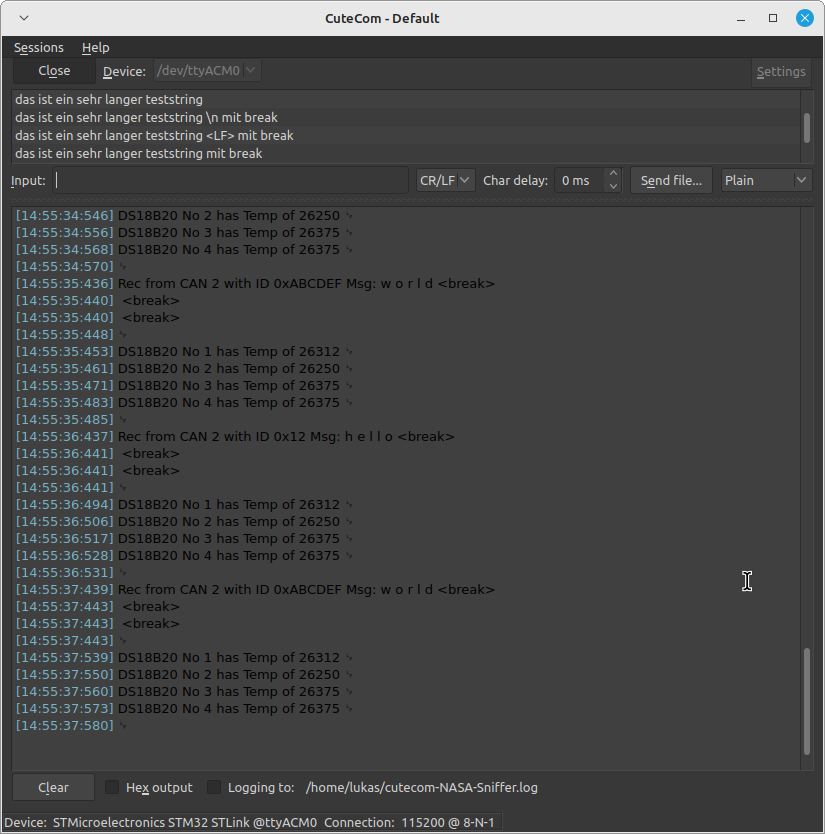 CuteCom - Default
Sessions Help
Close Device: /dev/ttyACM0 Settings
das ist ein sehr langer teststring
das ist ein sehr langer teststring \n mit break
das ist ein sehr langer teststring <LF> mit break
das ist ein sehr langer teststring mit break
Input: CR/LF Char delay: 0 ms Send file... Plain
[14:55:34:546] DS18B20 No 2 has Temp of 26250 ␊
[14:55:34:556] DS18B20 No 3 has Temp of 26375 ␊
[14:55:34:568] DS18B20 No 4 has Temp of 26375 ␊
[14:55:34:570] ␊
[14:55:35:436] Rec from CAN 2 with ID 0xABCDEF Msg: w o r l d <break>
[14:55:35:440] <break>
[14:55:35:440] <break>
[14:55:35:448] ␊
[14:55:35:453] DS18B20 No 1 has Temp of 26312 ␊
[14:55:35:461] DS18B20 No 2 has Temp of 26250 ␊
[14:55:35:471] DS18B20 No 3 has Temp of 26375 ␊
[14:55:35:483] DS18B20 No 4 has Temp of 26375 ␊
[14:55:35:485] ␊
[14:55:36:437] Rec from CAN 2 with ID 0x12 Msg: h e l l o <break>
[14:55:36:441] <break>
[14:55:36:441] <break>
[14:55:36:441] ␊
[14:55:36:494] DS18B20 No 1 has Temp of 26312 ␊
[14:55:36:506] DS18B20 No 2 has Temp of 26250 ␊
[14:55:36:517] DS18B20 No 3 has Temp of 26375 ␊
[14:55:36:528] DS18B20 No 4 has Temp of 26375 ␊
[14:55:36:531] ␊
[14:55:37:439] Rec from CAN 2 with ID 0xABCDEF Msg: w o r l d <break>
[14:55:37:443] <break>
[14:55:37:443] <break>
[14:55:37:443] ␊
[14:55:37:539] DS18B20 No 1 has Temp of 26312 ␊
[14:55:37:550] DS18B20 No 2 has Temp of 26250 ␊
[14:55:37:560] DS18B20 No 3 has Temp of 26375 ␊
[14:55:37:573] DS18B20 No 4 has Temp of 26375 ␊
[14:55:37:580] ␊
Clear Hex output Logging to: /home/lukas/cutecom-NASA-Sniffer.log
Device: STMicroelectronics STM32 STLink @ttyACM0 Connection: 115200 @ 8-N-1